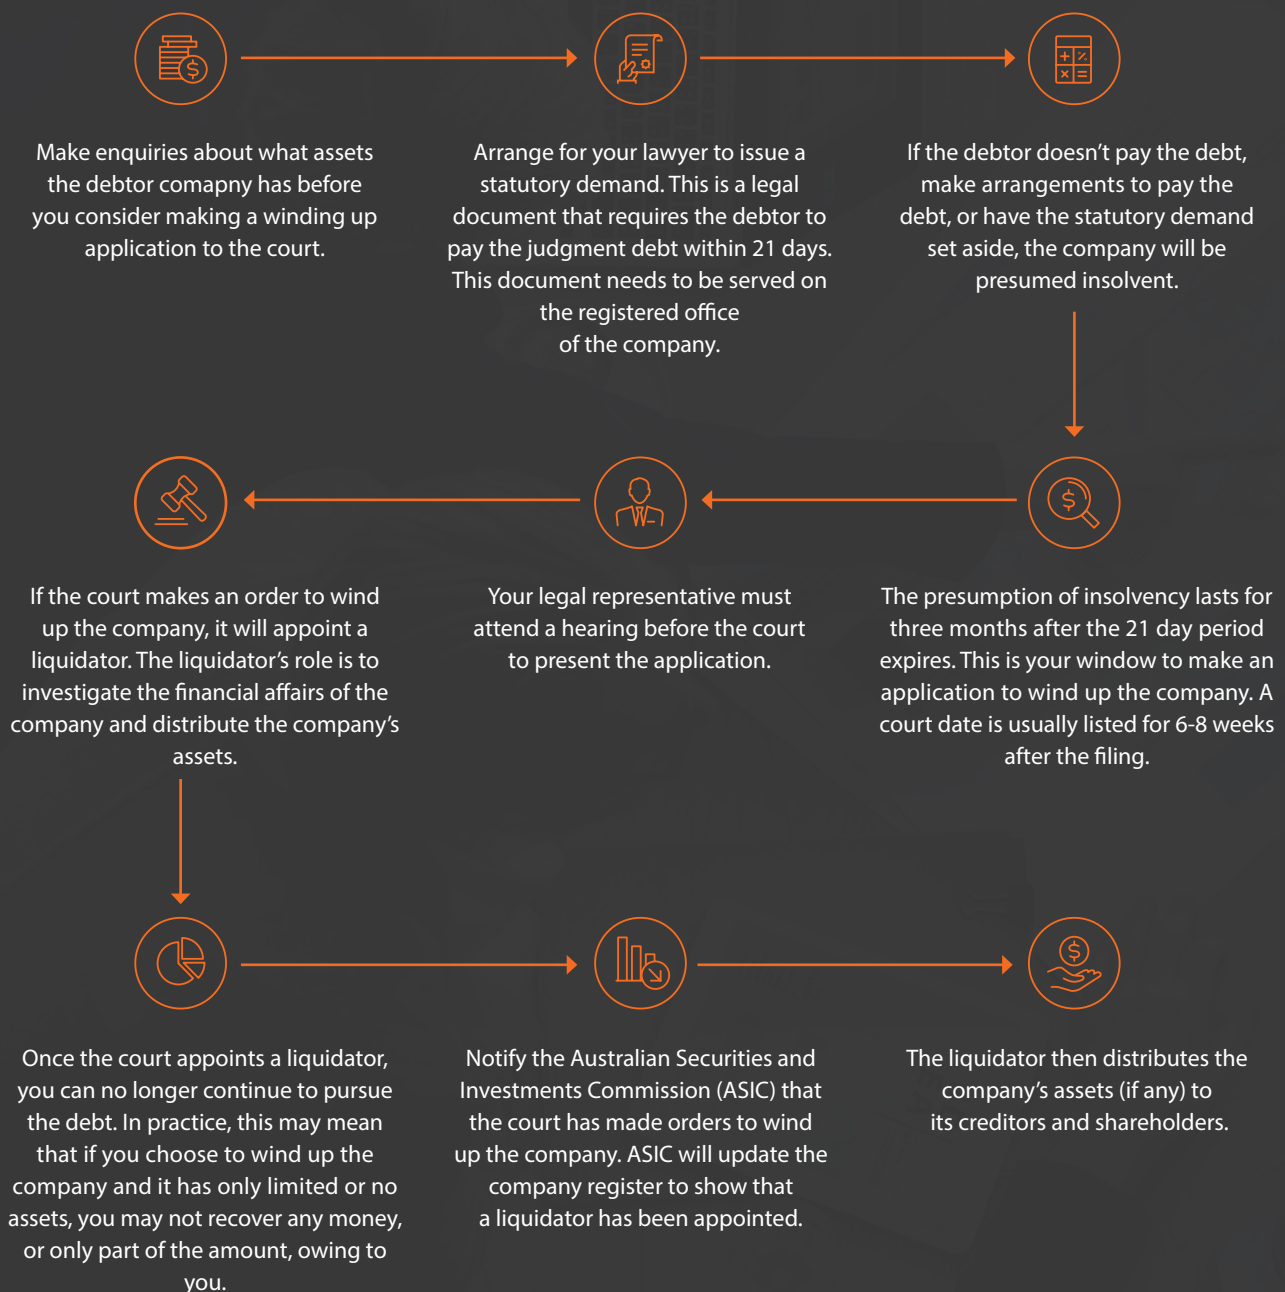 Make enquiries about what assets
the debtor comapny has before
you consider making a winding up
application to the court.
Arrange for your lawyer to issue a
statutory demand. This is a legal
document that requires the debtor to
pay the judgment debt within 21 days.
This document needs to be served on
the registered office
of the company.
If the debtor doesn’t pay the debt,
make arrangements to pay the
debt, or have the statutory demand
set aside, the company will be
presumed insolvent.
The presumption of insolvency lasts for
three months after the 21 day period
expires. This is your window to make an
application to wind up the company. A
court date is usually listed for 6-8 weeks
after the filing.
Your legal representative must
attend a hearing before the court
to present the application.
If the court makes an order to wind
up the company, it will appoint a
liquidator. The liquidator’s role is to
investigate the financial affairs of the
company and distribute the company’s
assets.
Once the court appoints a liquidator,
you can no longer continue to pursue
the debt. In practice, this may mean
that if you choose to wind up the
company and it has only limited or no
assets, you may not recover any money,
or only part of the amount, owing to
you.
Notify the Australian Securities and
Investments Commission (ASIC) that
the court has made orders to wind
up the company. ASIC will update the
company register to show that
a liquidator has been appointed.
The liquidator then distributes the
company’s assets (if any) to
its creditors and shareholders.